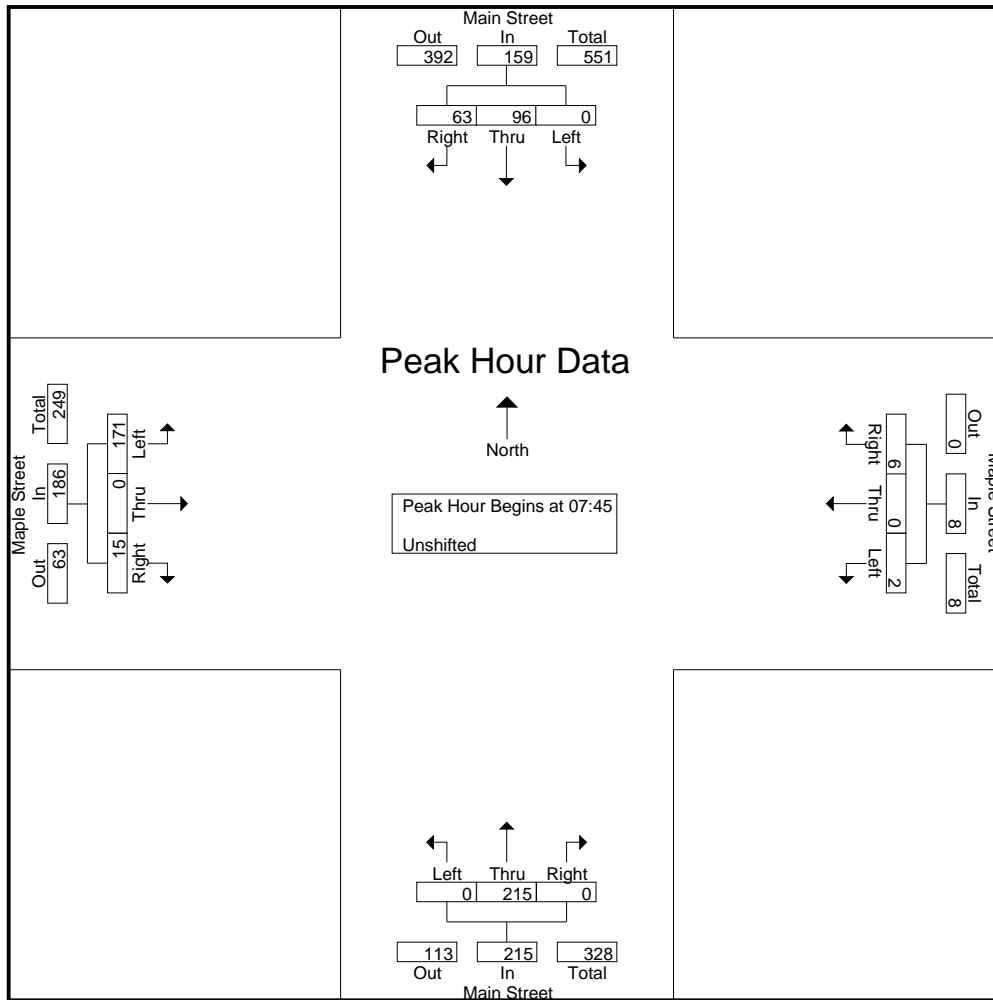 Main Street
Out In Total
392 159 551
63 96 0
Right Thru Left
Peak Hour Data
North
Peak Hour Begins at 07:45
Unshifted
Maple Street
Out In Total
63 186 249
15 0 171
Right Thru Left
Maple Street
Out In Total
0 8 8
6 0 2
Right Thru Left
Left Thru Right
0 215 0
113 215 328
Out In Total
Main Street